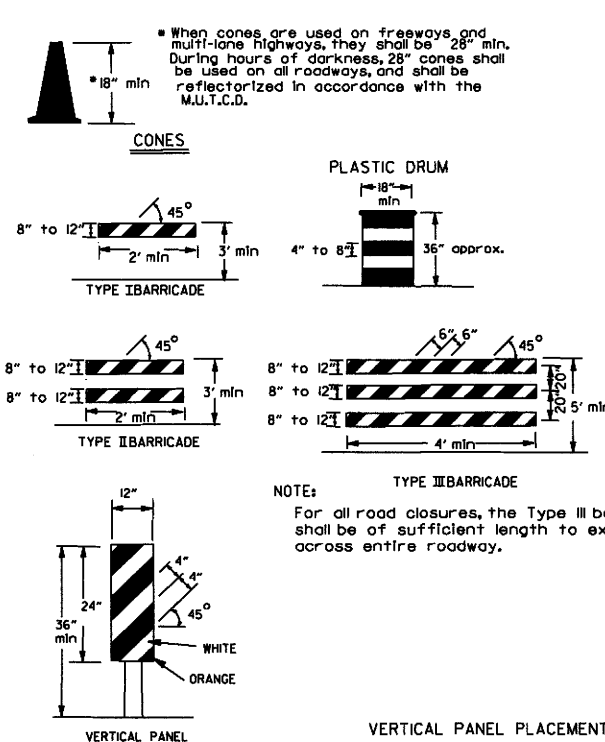 * When cones are used on freeways and
multi-lane highways, they shall be 28" min.
During hours of darkness, 28" cones shall
be used on all roadways, and shall be
reflectorized in accordance with the
M.U.T.C.D.
*18" min
CONES
PLASTIC DRUM
18"
min
4" to 8"
36" approx.
45°
8" to 12"
2' min
3' min
TYPE I BARRICADE
45°
8" to 12"
8" to 12"
2' min
3' min
TYPE II BARRICADE
6" 6"
45°
8" to 12"
8" to 12"
8" to 12"
20"
20"
5' min
4' min
TYPE III BARRICADE
NOTE:
For all road closures, the Type III
shall be of sufficient length to
across entire roadway.
12"
4"
4"
24"
36"
min
45°
WHITE
ORANGE
VERTICAL PANEL
VERTICAL PANEL PLACEMENT